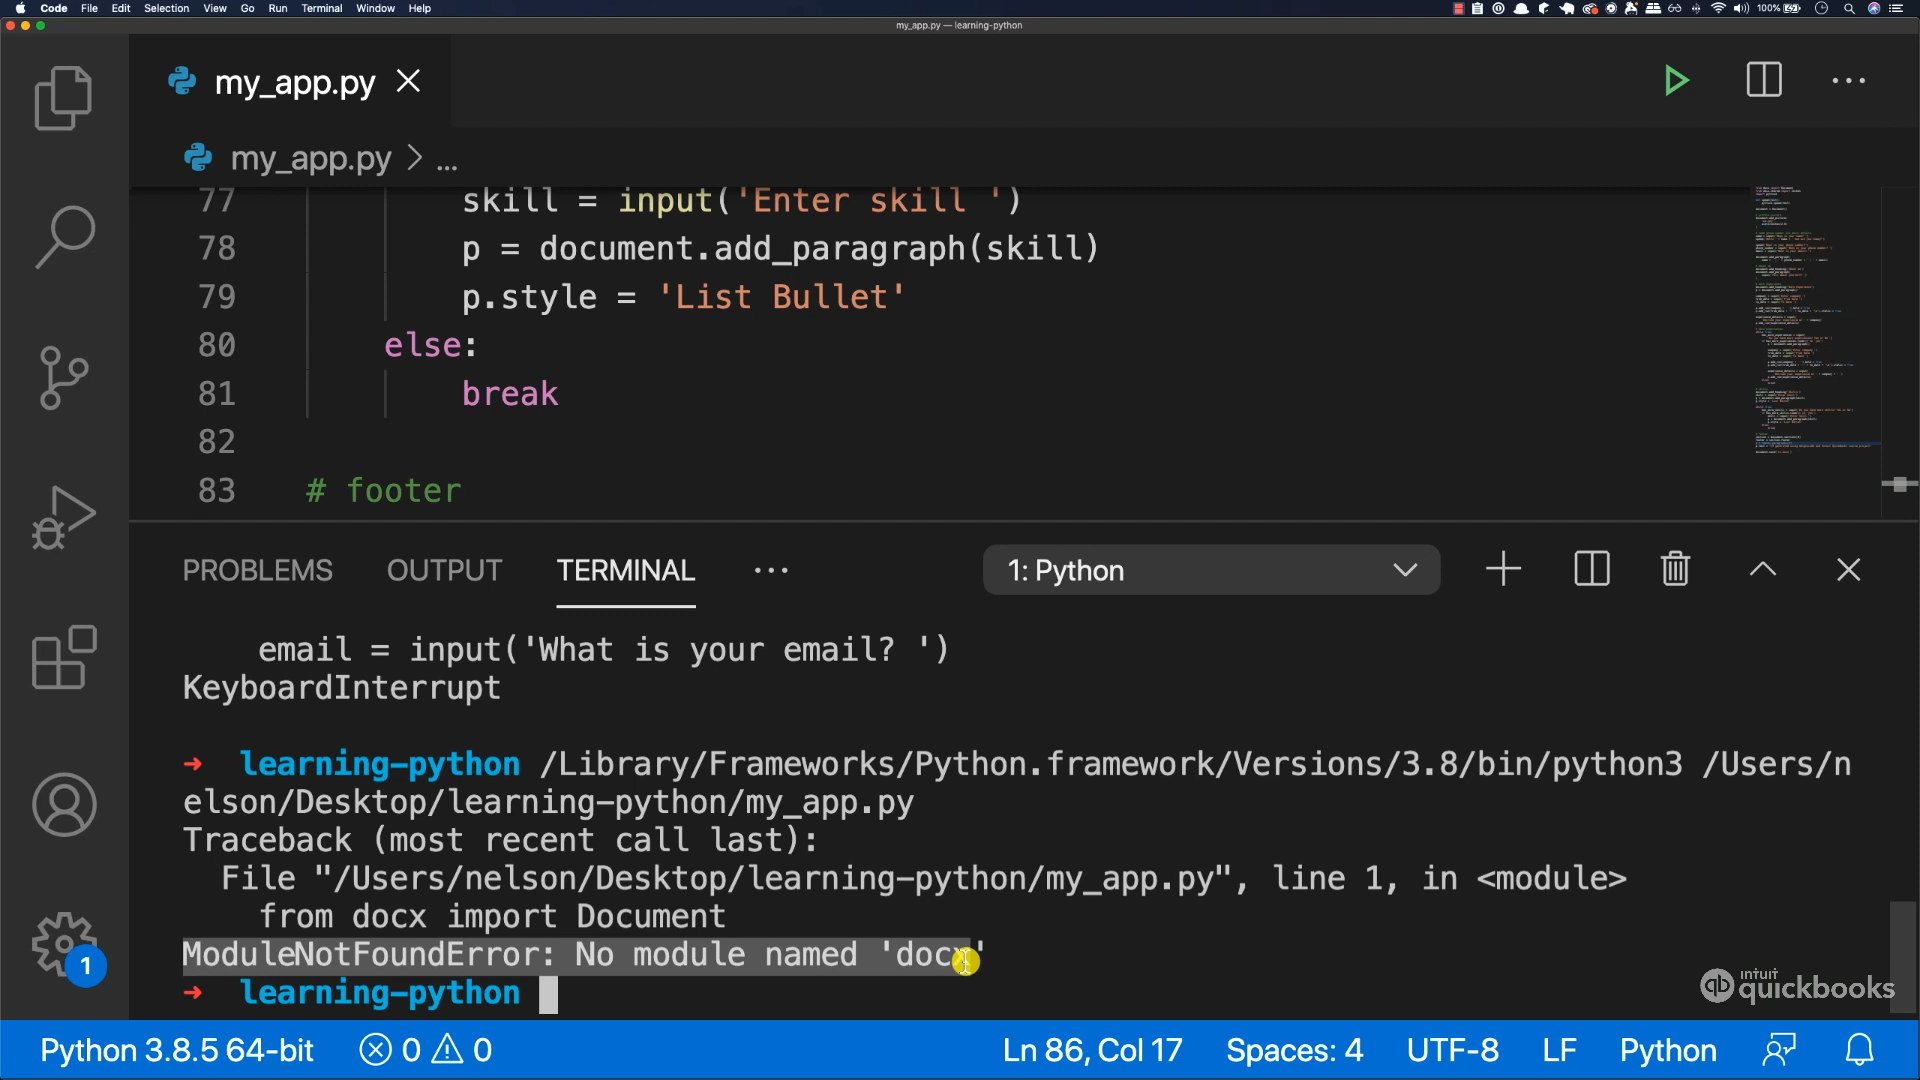 Code File Edit Selection View Go Run Terminal Window Help 100%
my_app.py — learning-python
my_app.py
my_app.py > ...
77 skill = input('Enter skill ')
78 p = document.add_paragraph(skill)
79 p.style = 'List Bullet'
80 else:
81 break
82
83 # footer
PROBLEMS OUTPUT TERMINAL ... 1: Python
email = input('What is your email? ')
KeyboardInterrupt
→ learning-python /Library/Frameworks/Python.framework/Versions/3.8/bin/python3 /Users/n
elson/Desktop/learning-python/my_app.py
Traceback (most recent call last):
File "/Users/nelson/Desktop/learning-python/my_app.py", line 1, in <module>
from docx import Document
ModuleNotFoundError: No module named 'docx'
→ learning-python
1
intuit
qb quickbooks
Python 3.8.5 64-bit 0 0 Ln 86, Col 17 Spaces: 4 UTF-8 LF Python